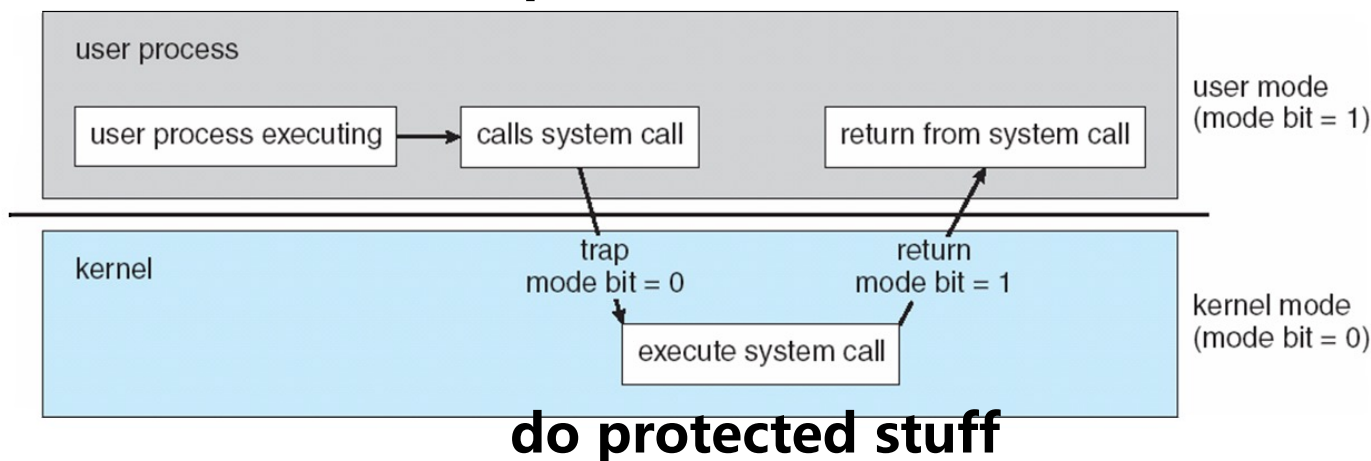 user process
user process executing
calls system call
return from system call
user mode
(mode bit = 1)
kernel
trap
mode bit = 0
return
mode bit = 1
execute system call
kernel mode
(mode bit = 0)
do protected stuff